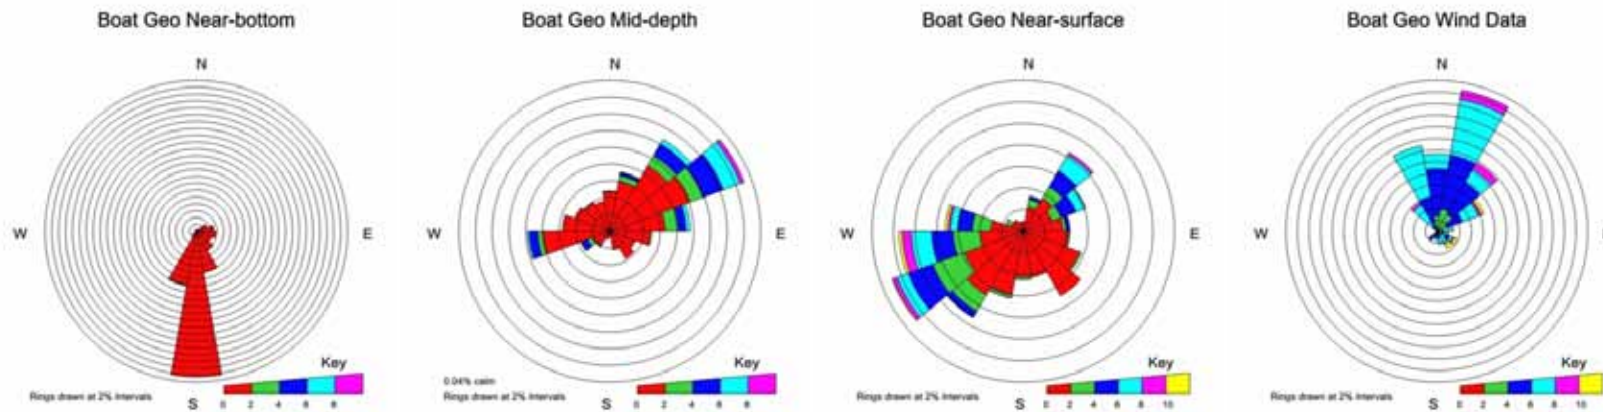 Boat Geo Near-bottom
N
W
E
S
Key
Rings drawn at 2% Intervals
0 2 4 6 8
Boat Geo Mid-depth
N
W
E
S
Key
0.04% calm
Rings drawn at 2% Intervals
0 2 4 6 8
Boat Geo Near-surface
N
W
E
S
Key
Rings drawn at 2% Intervals
0 2 4 6 8 10
Boat Geo Wind Data
N
W
E
S
Key
Rings drawn at 2% Intervals
0 2 4 6 8 10